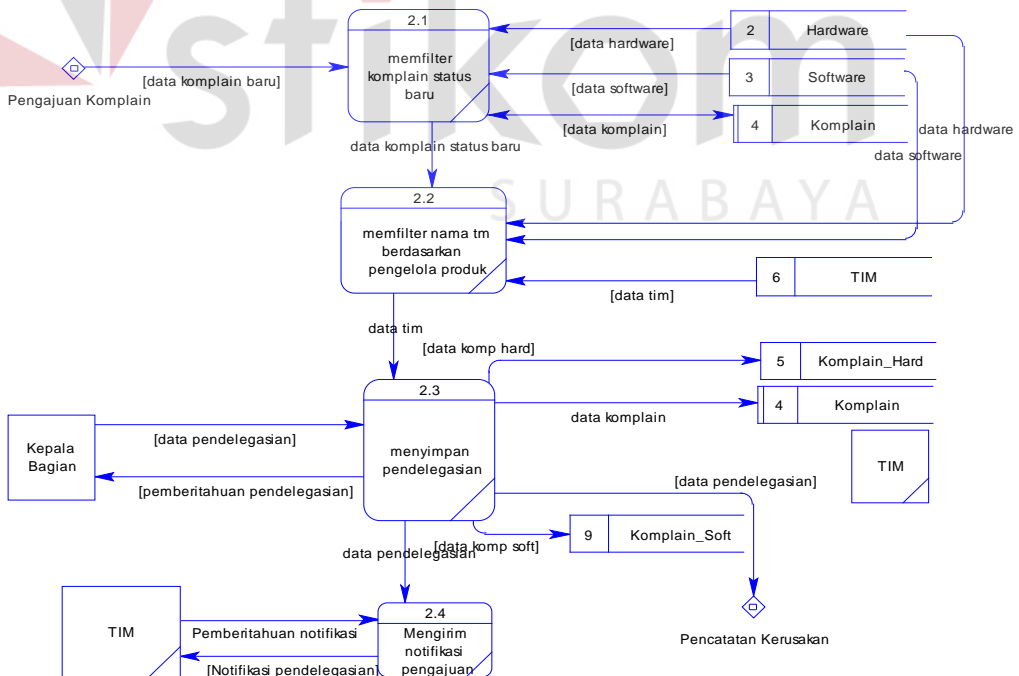 stikom
SURABAYA
2.1
memfilter
komplain status
baru
[data komplain baru]
Pengajuan Komplain
[data hardware]
2 Hardware
[data software]
3 Software
[data komplain]
4 Komplain
data hardware
data software
data komplain status baru
2.2
memfilter nama tm
berdasarkan
pengelola produk
6 TIM
[data tim]
data tim
[data komp hard]
5 Komplain_Hard
2.3
menyimpan
pendelegasian
data komplain
4 Komplain
Kepala
Bagian
[data pendelegasian]
[pemberitahuan pendelegasian]
TIM
[data pendelegasian]
[data komp soft]
9 Komplain_Soft
data pendelegasian
Pencatatan Kerusakan
TIM
Pemberitahuan notifikasi
[Notifikasi pendelegasian]
2.4
Mengirim
notifikasi
pengajuan